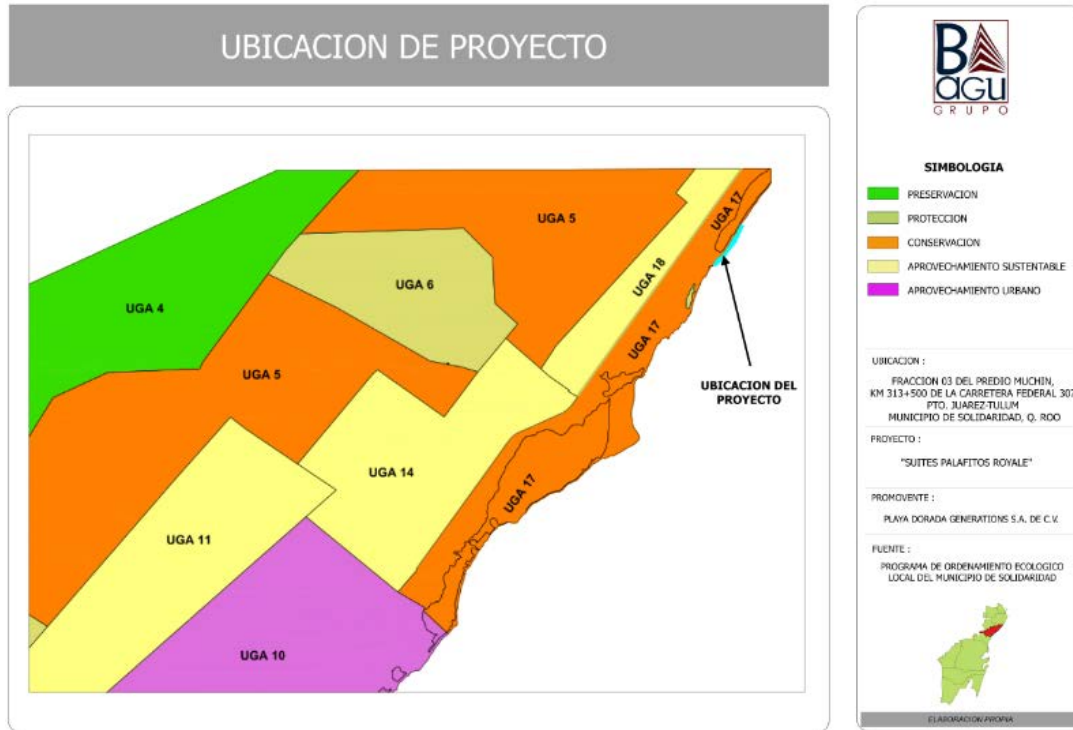 UBICACION DE PROYECTO
UGA 4
UGA 5
UGA 6
UGA 5
UGA 18
UGA 17
UGA 17
UGA 14
UGA 17
UGA 11
UGA 10
UBICACION DEL
PROYECTO
BAGU
GRUPO
SIMBOLOGIA
PRESERVACION
PROTECCION
CONSERVACION
APROVECHAMIENTO SUSTENTABLE
APROVECHAMIENTO URBANO
UBICACION :
FRACCION 03 DEL PREDIO MUCHIN,
KM 313+500 DE LA CARRETERA FEDERAL 307
PTO. JUAREZ-TULUM
MUNICIPIO DE SOLIDARIDAD, Q. ROO
PROYECTO :
"SUITES PALAFITOS ROYALE"
PROMOVENTE :
PLAYA DORADA GENERATIONS S.A. DE C.V.
FUENTE :
PROGRAMA DE ORDENAMIENTO ECOLOGICO
LOCAL DEL MUNICIPIO DE SOLIDARIDAD
ELABORACION PROPIA